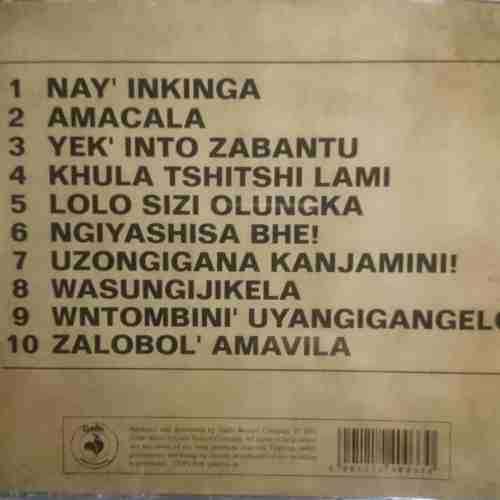 1 NAY' INKINGA
2 AMACALA
3 YEK' INTO ZABANTU
4 KHULA TSHITSHI LAMI
5 LOLO SIZI OLUNGKA
6 NGIYASHISA BHE!
7 UZONGIGANA KANJAMINI!
8 WASUNGIJIKELA
9 WNTOMBINI' UYANGIGANGELO
10 ZALOBOL' AMAVILA
Gallo